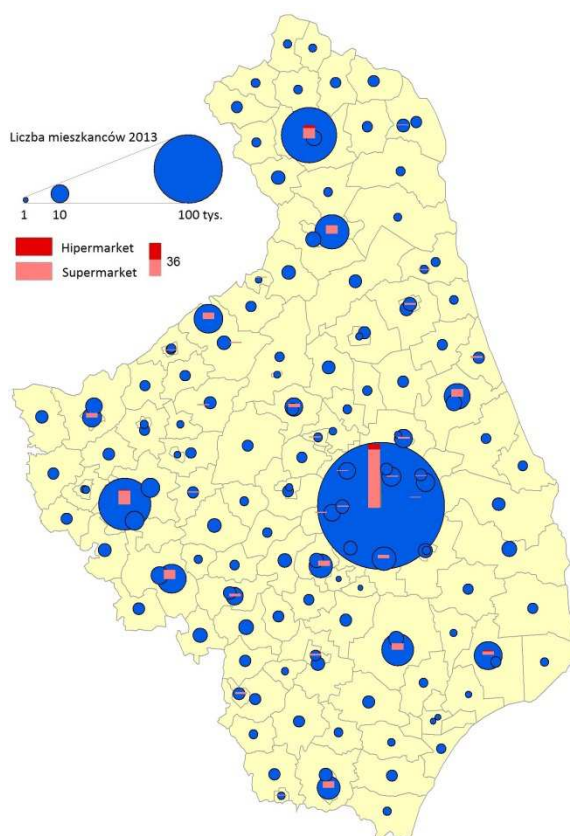 Liczba mieszkanców 2013
1 10 100 tys.
Hipermarket
36
Supermarket